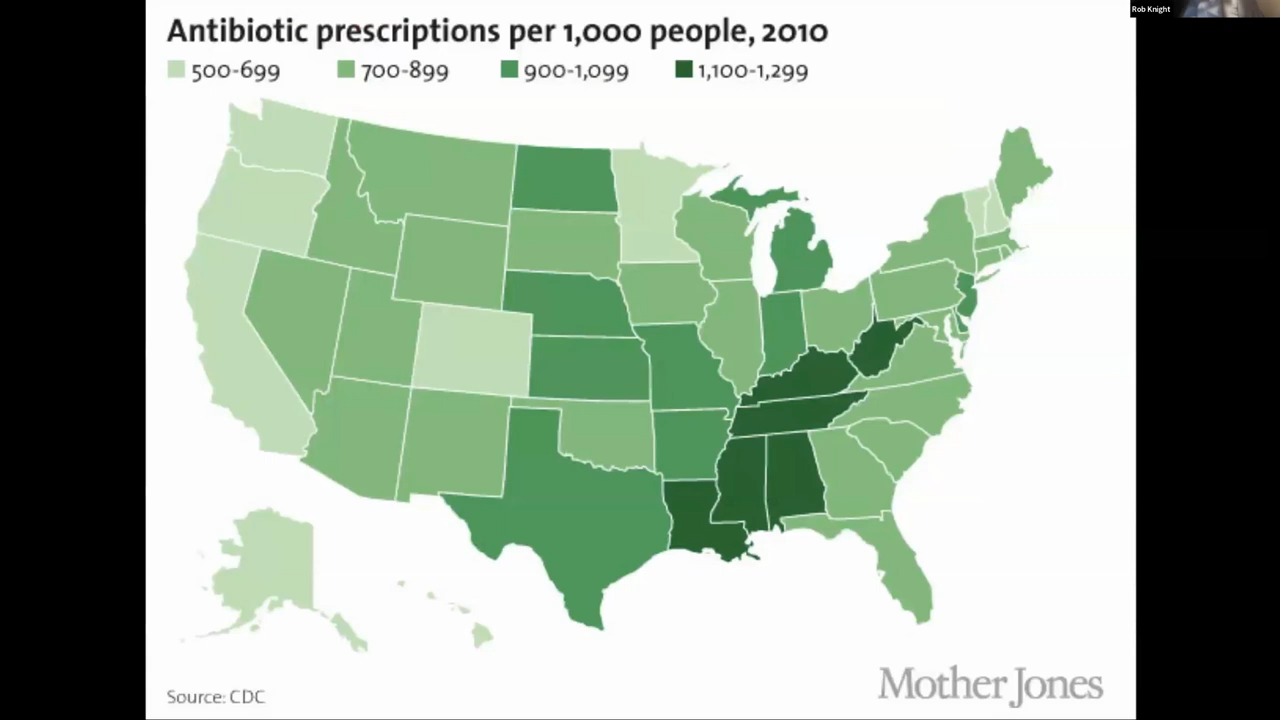 Rob Knight
Antibiotic prescriptions per 1,000 people, 2010
500-699 700-899 900-1,099 1,100-1,299
Source: CDC
Mother Jones